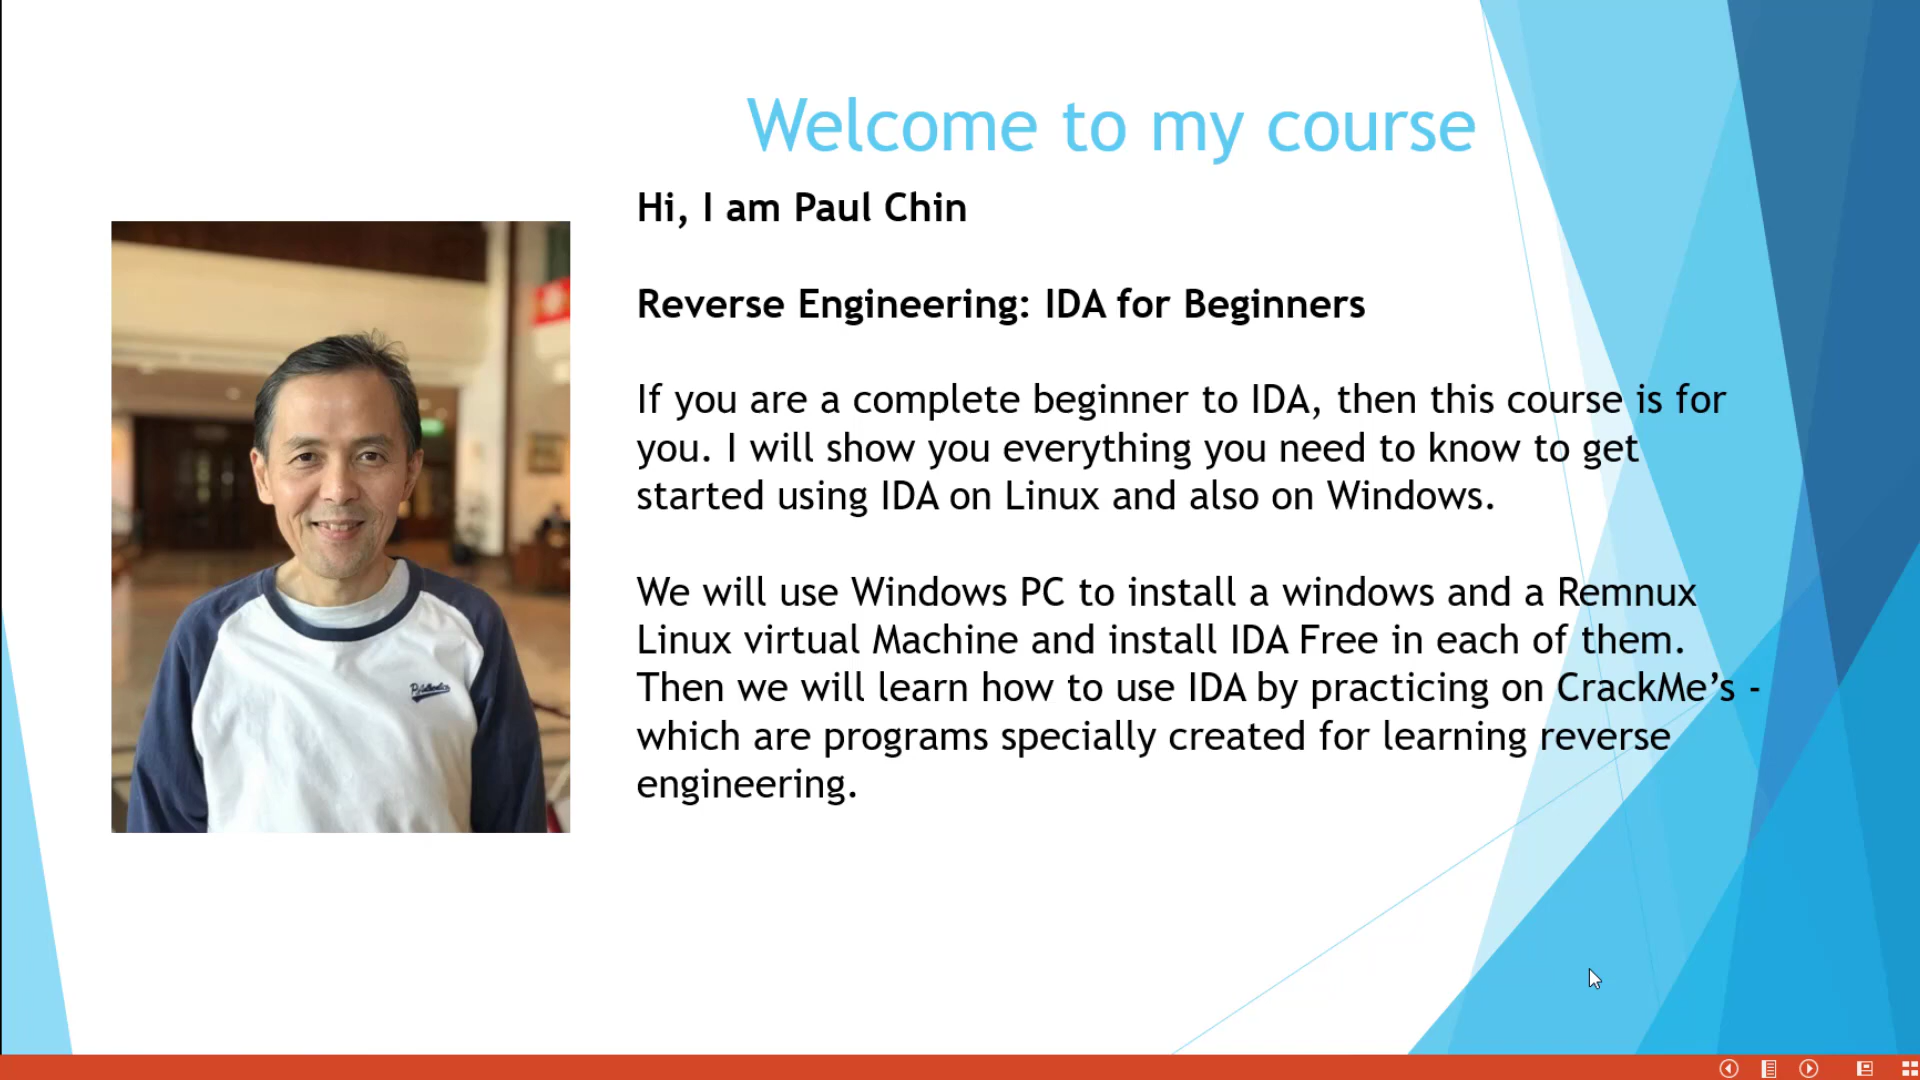 Welcome to my course
Hi, I am Paul Chin
Reverse Engineering: IDA for Beginners
If you are a complete beginner to IDA, then this course is for
you. I will show you everything you need to know to get
started using IDA on Linux and also on Windows.
We will use Windows PC to install a windows and a Remnux
Linux virtual Machine and install IDA Free in each of them.
Then we will learn how to use IDA by practicing on CrackMe’s -
which are programs specially created for learning reverse
engineering.